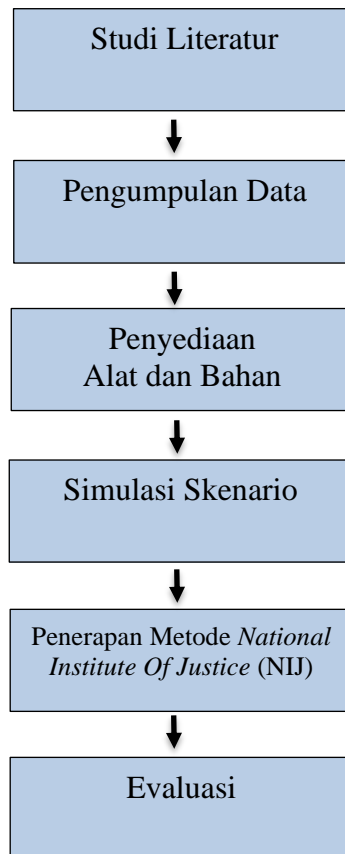 Studi Literatur
Pengumpulan Data
Penyediaan
Alat dan Bahan
Simulasi Skenario
Penerapan Metode National
Institute Of Justice (NIJ)
Evaluasi